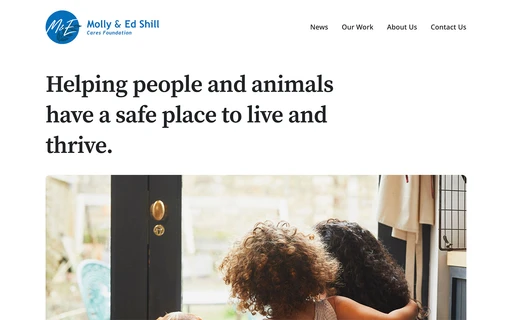 M&E
Molly & Ed Shill
Cares Foundation
News
Our Work
About Us
Contact Us
Helping people and animals
have a safe place to live and
thrive.